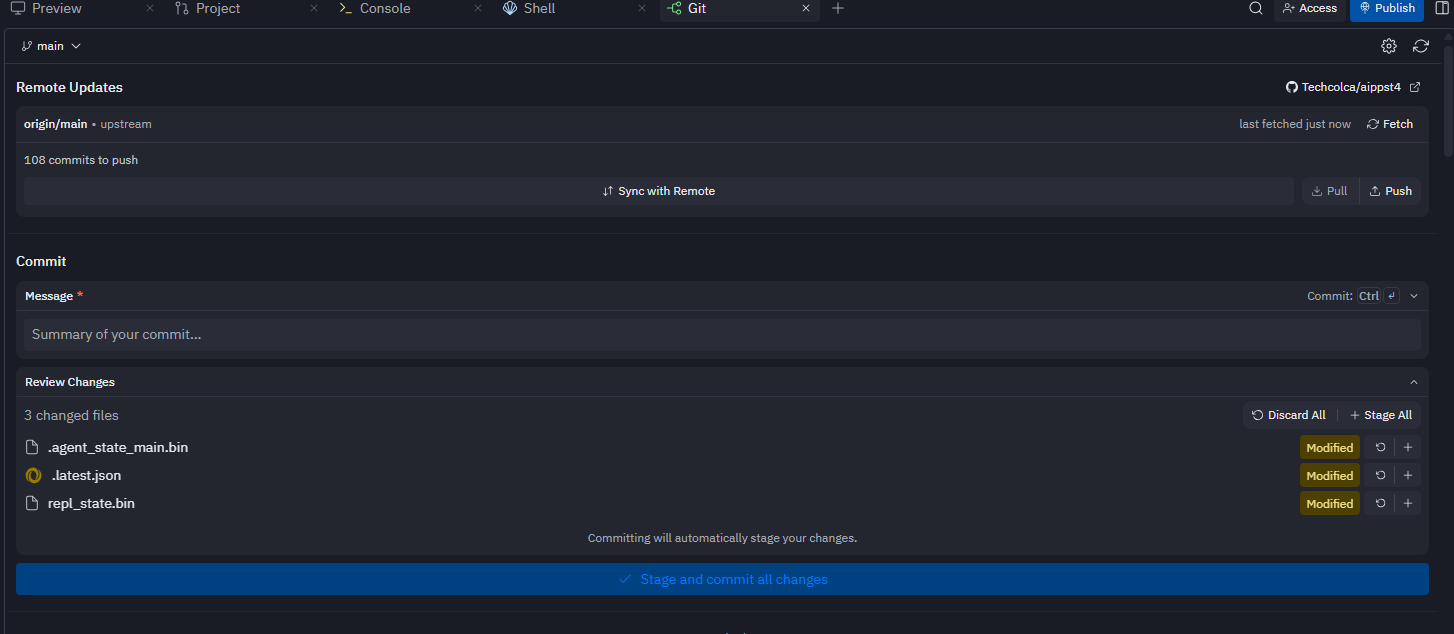 Preview Project Console Shell Git Access Publish
main
Remote Updates Techcolca/aippst4
origin/main • upstream last fetched just now Fetch
108 commits to push
Sync with Remote Pull Push
Commit
Message * Commit: Ctrl ↵
Summary of your commit...
Review Changes
3 changed files Discard All Stage All
.agent_state_main.bin Modified
.latest.json Modified
repl_state.bin Modified
Committing will automatically stage your changes.
Stage and commit all changes